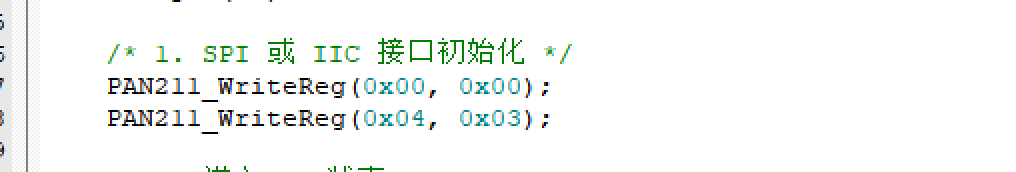 /* 1. SPI 或 IIC 接口初始化 */
PAN211_WriteReg(0x00, 0x00);
PAN211_WriteReg(0x04, 0x03);